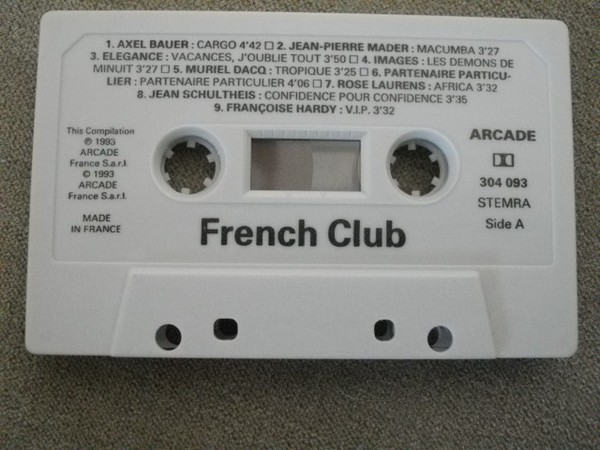 1. AXEL BAUER : CARGO 4'42 □ 2. JEAN-PIERRE MADER : MACUMBA 3'27
3. ELEGANCE : VACANCES, J'OUBLIE TOUT 3'50 □ 4. IMAGES : LES DEMONS DE
MINUIT 3'27 □ 5. MURIEL DACQ : TROPIQUE 3'25 □ 6. PARTENAIRE PARTICU-
LIER : PARTENAIRE PARTICULIER 4'06 □ 7. ROSE LAURENS : AFRICA 3'32
8. JEAN SCHULTHEIS : CONFIDENCE POUR CONFIDENCE 3'35
9. FRANÇOISE HARDY : V.I.P. 3'32
This Compilation
℗ 1993
ARCADE
France S.a.r.l.
© 1993
ARCADE
France S.a.r.l.
MADE
IN FRANCE
ARCADE
304 093
STEMRA
Side A
French Club